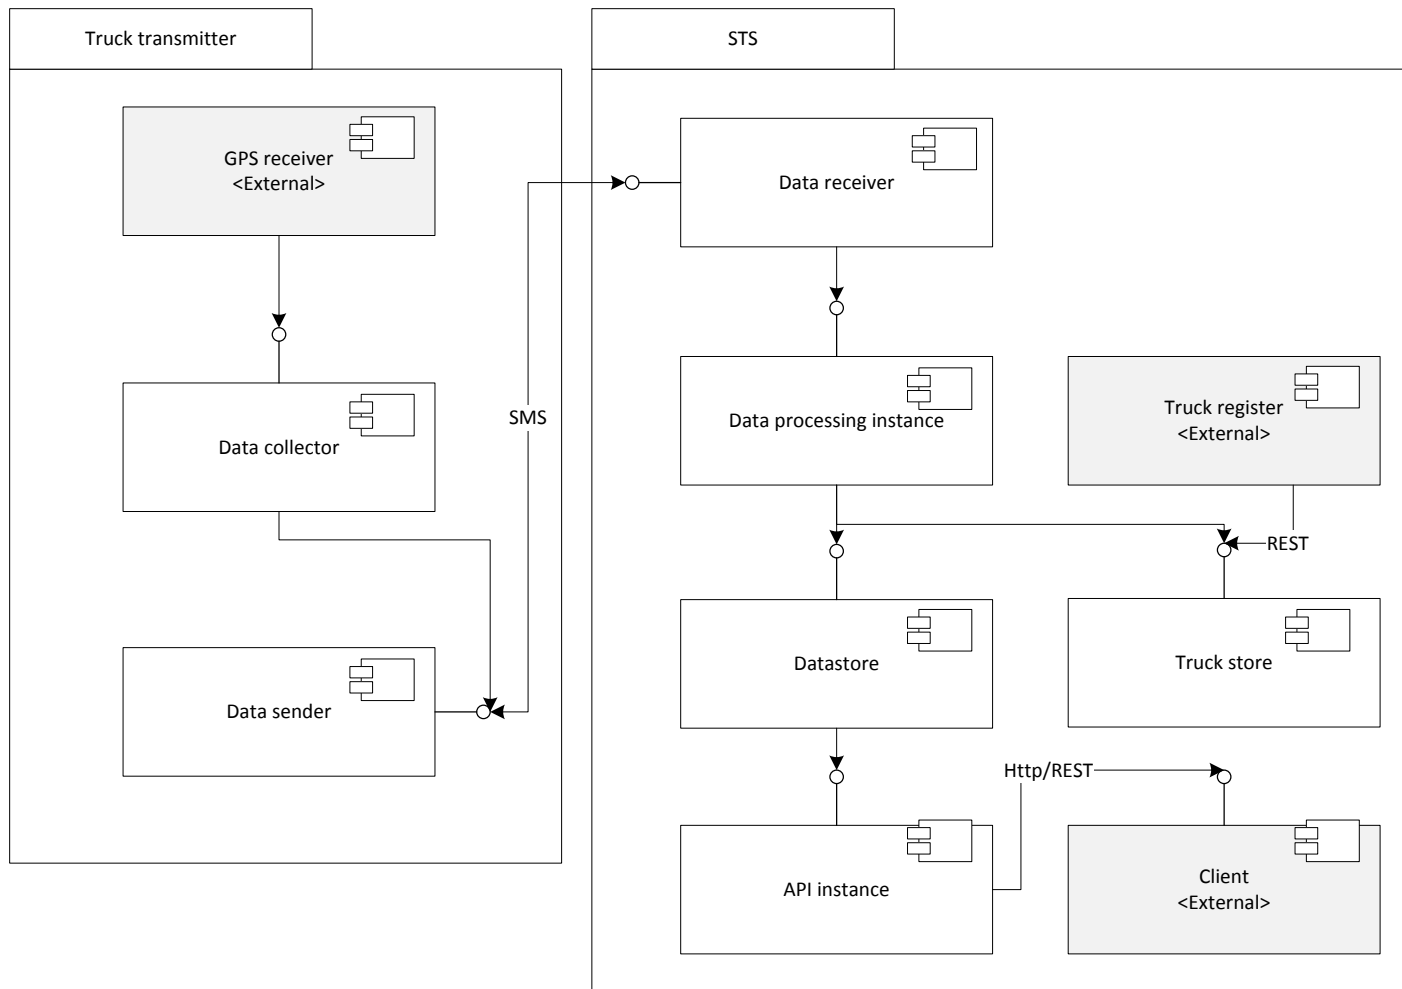 Truck transmitter
STS
GPS receiver
<External>
Data receiver
SMS
Data collector
Data processing instance
Truck register
<External>
REST
Data sender
Datastore
Truck store
Http/REST
API instance
Client
<External>